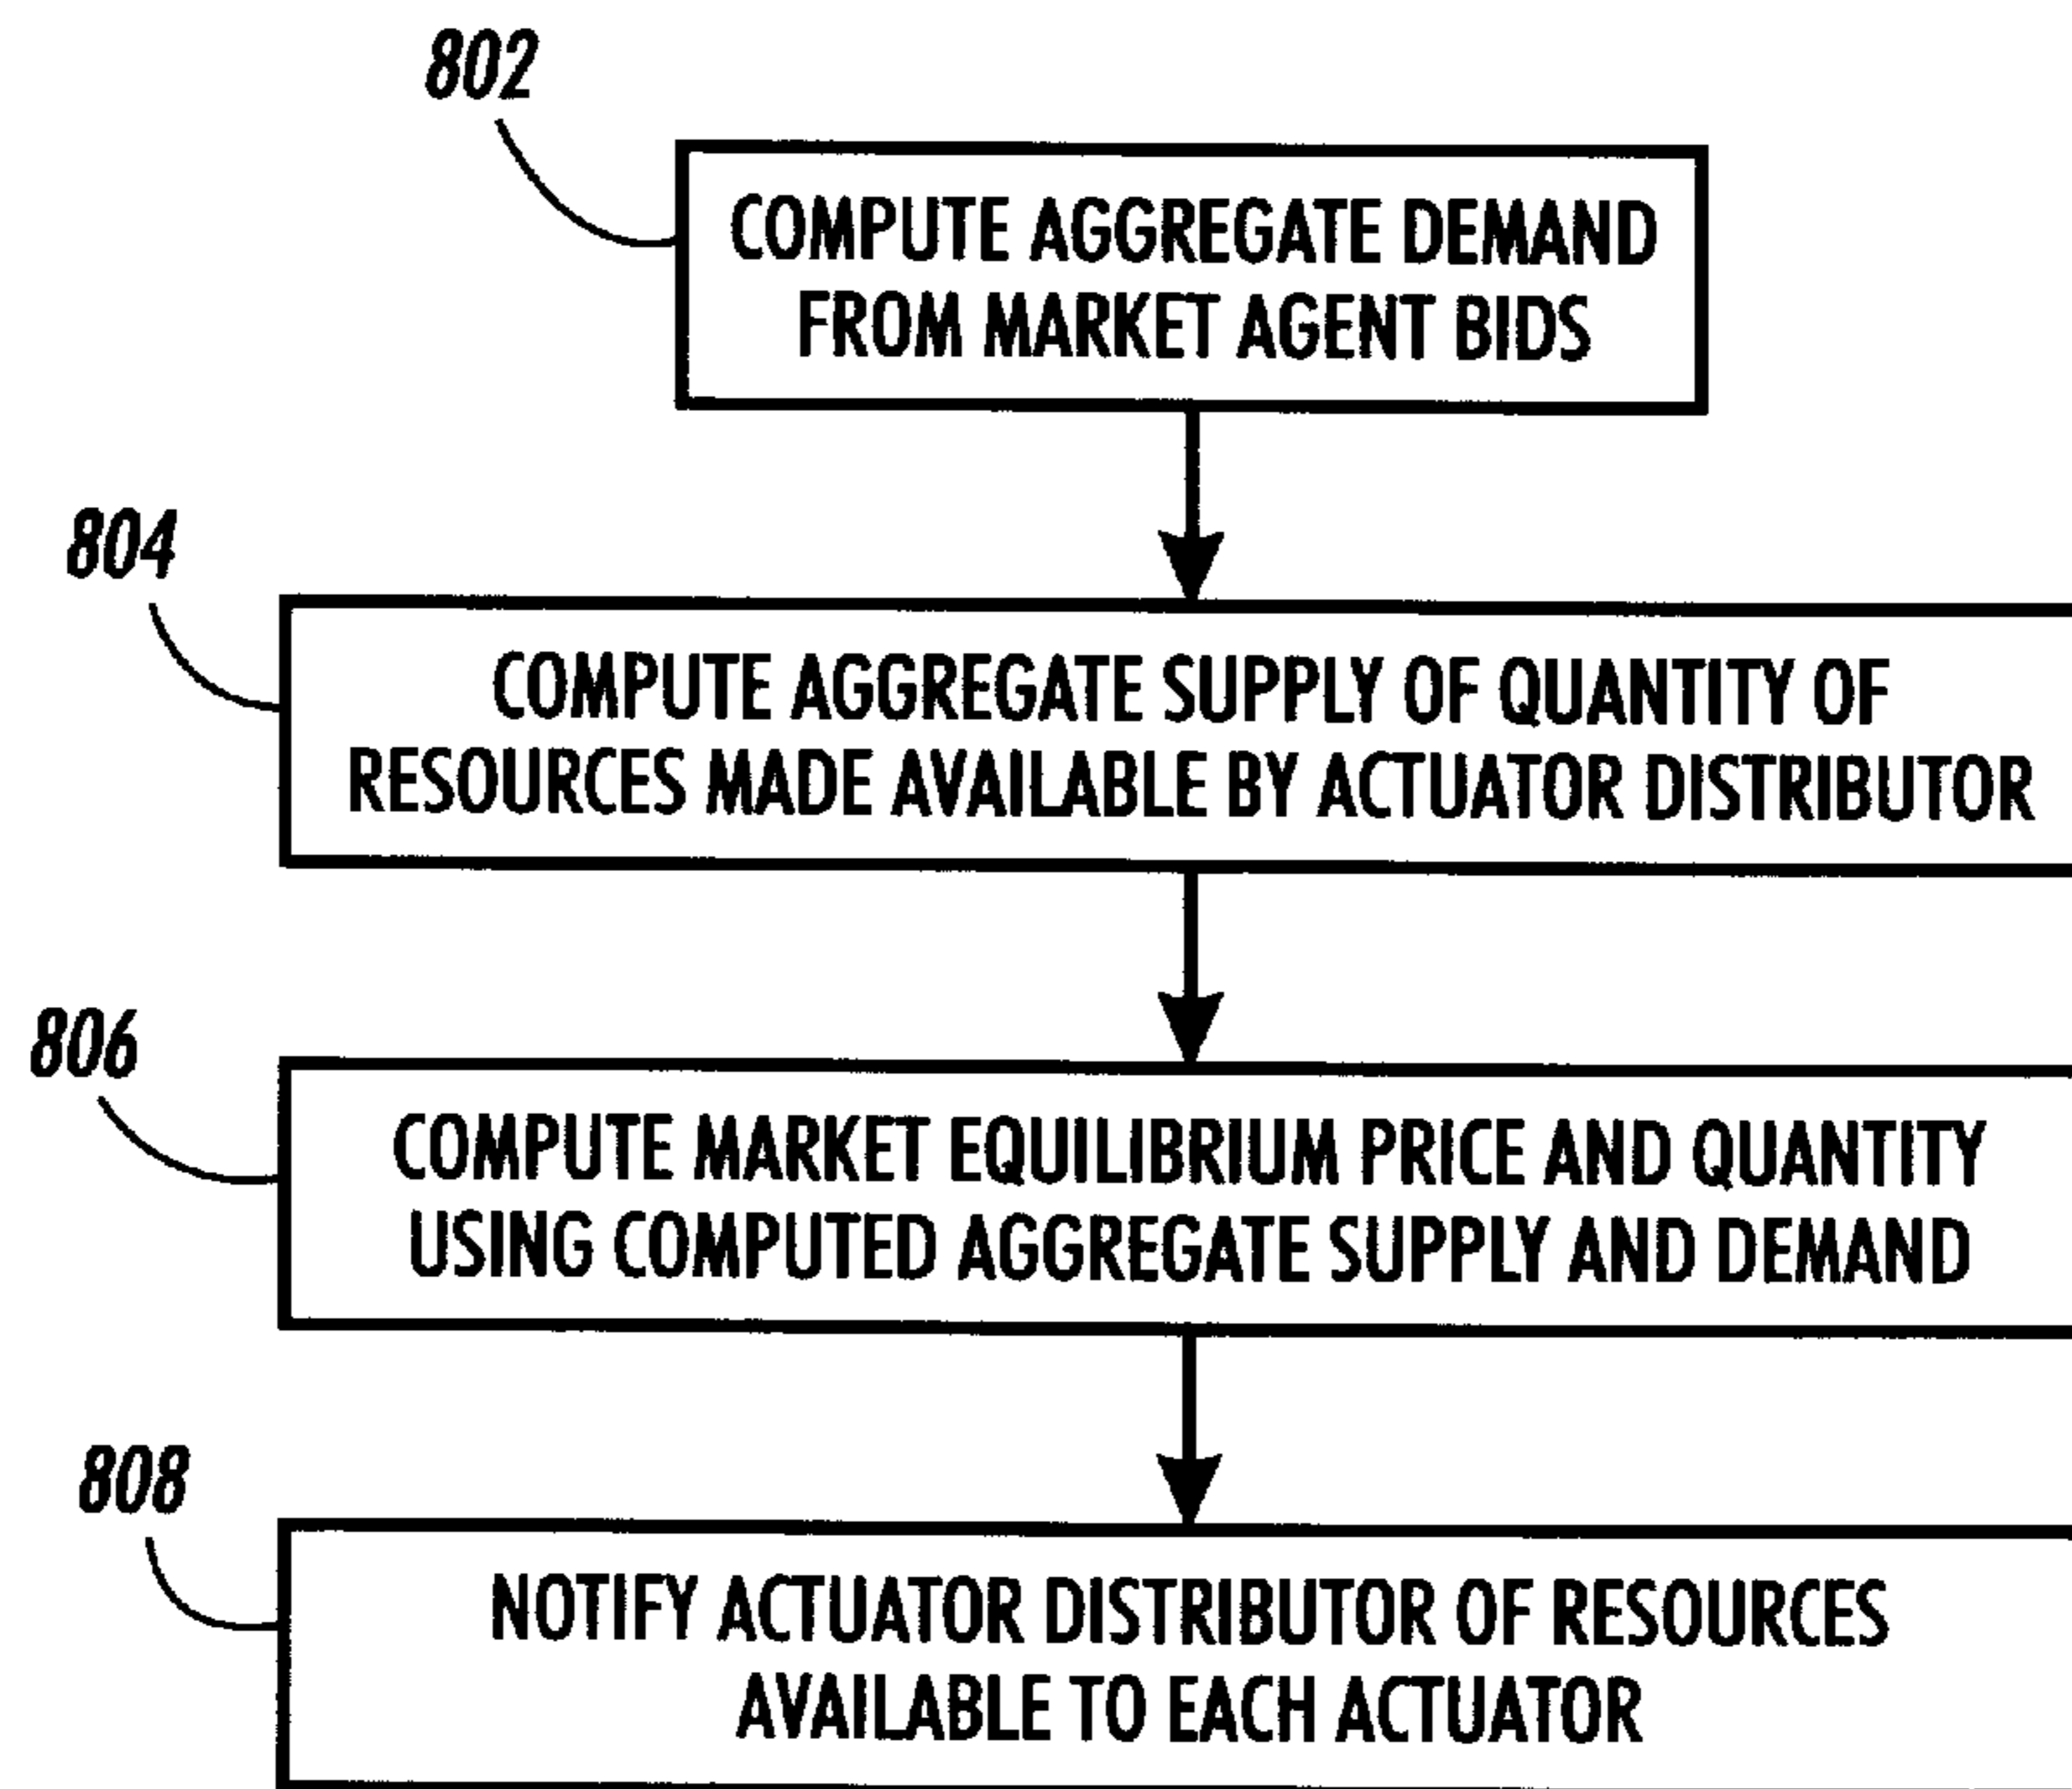 802
COMPUTE AGGREGATE DEMAND
FROM MARKET AGENT BIDS
804
COMPUTE AGGREGATE SUPPLY OF QUANTITY OF
RESOURCES MADE AVAILABLE BY ACTUATOR DISTRIBUTOR
806
COMPUTE MARKET EQUILIBRIUM PRICE AND QUANTITY
USING COMPUTED AGGREGATE SUPPLY AND DEMAND
808
NOTIFY ACTUATOR DISTRIBUTOR OF RESOURCES
AVAILABLE TO EACH ACTUATOR